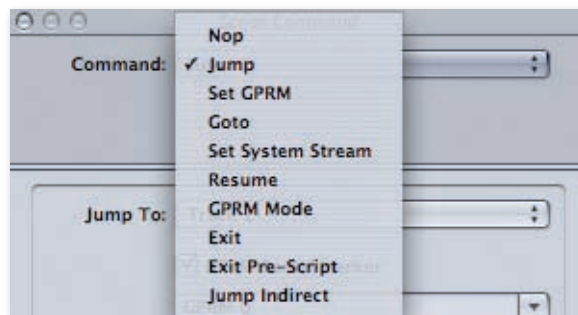 Nop
Command: ✓ Jump
Set GPRM
Goto
Set System Stream
Resume
Jump To: GPRM Mode
Exit
Exit Pre-Script
Jump Indirect